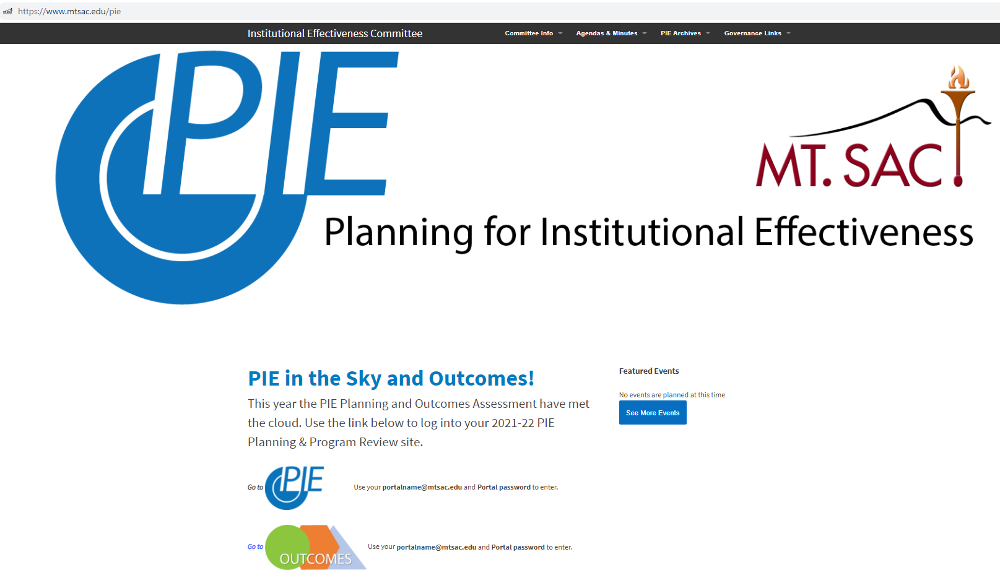 https://www.mtsac.edu/pie
Institutional Effectiveness Committee
Committee Info
Agendas & Minutes
PIE Archives
Governance Links
PIE
MT. SAC
Planning for Institutional Effectiveness
PIE in the Sky and Outcomes!
This year the PIE Planning and Outcomes Assessment have met
the cloud. Use the link below to log into your 2021-22 PIE
Planning & Program Review site.
Go to PIE Use your portalname@mtsac.edu and Portal password to enter.
Go to OUTCOMES Use your portalname@mtsac.edu and Portal password to enter.
Featured Events
No events are planned at this time
See More Events